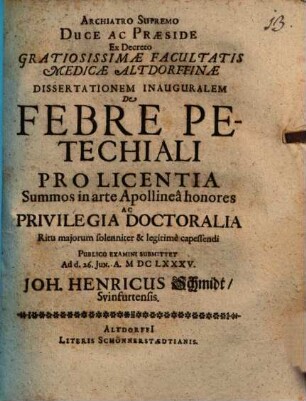 13.
ARCHIATRO SUPREMO
DUCE AC PRÆSIDE
Ex Decreto
GRATIOSISSIMÆ FACULTATIS
MEDICÆ ALTDORFFINÆ
DISSERTATIONEM INAUGURALEM
De
FEBRE PE-
TECHIALI
PRO LICENTIA
Summos in arte Apollineâ honores
AC
PRIVILEGIA DOCTORALIA
Ritu majorum solenniter & legitimè capessendi
PUBLICO EXAMINI SUBMITTET
Ad d. 26. JUN. A. M DC LXXXV.
JOH. HENRICUS Schmidt/
Svinfurtensis.
ALTDORFFI
LITERIS SCHÖNNERSTÆDTIANIS.